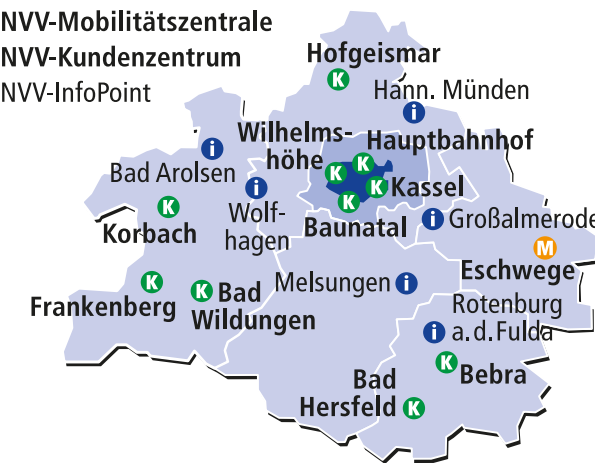 NVV-Mobilitätszentrale
NVV-Kundenzentrum
NVV-InfoPoint
Hofgeismar
K
Hann. Münden
i
Wilhelms-
höhe
K
Hauptbahnhof
K
i
Bad Arolsen
K
Kassel
i
Wolf-
hagen
K
Baunatal
K
Korbach
i
Großalmerode
M
Eschwege
K
Frankenberg
K
Bad
Wildungen
Melsungen
i
Rotenburg
a.d.Fulda
i
K
Bebra
Bad
Hersfeld
K